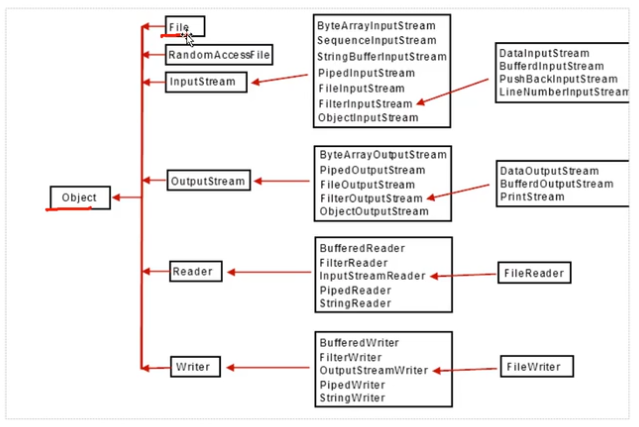 File
RandomAccessFile
InputStream
ByteArrayInputStream
SequenceInputStream
StringBufferInputStream
PipedInputStream
FileInputStream
FilterInputStream
ObjectInputStream
DataInputStream
BufferdInputStream
PushBackInputStream
LineNumberInputStream
Object
OutputStream
ByteArrayOutputStream
PipedOutputStream
FileOutputStream
FilterOutputStream
ObjectOutputStream
DataOutputStream
BufferdOutputStream
PrintStream
Reader
BufferedReader
FilterReader
InputStreamReader
PipedReader
StringReader
FileReader
Writer
BufferedWriter
FilterWriter
OutputStreamWriter
PipedWriter
StringWriter
FileWriter